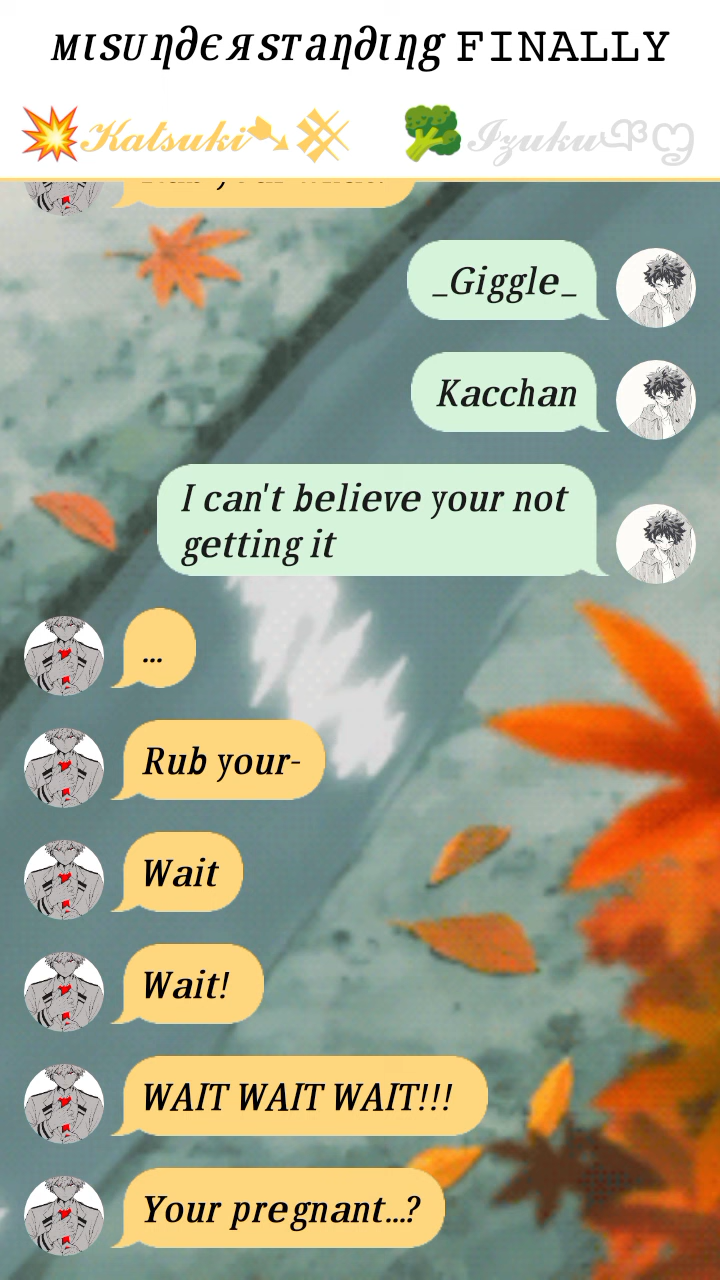 MISUNDERSTANDING FINALLY
💥Katsuki 🥦Izuku
_Giggle_
Kacchan
I can't believe your not
getting it
...
Rub your-
Wait
Wait!
WAIT WAIT WAIT!!!
Your pregnant...?